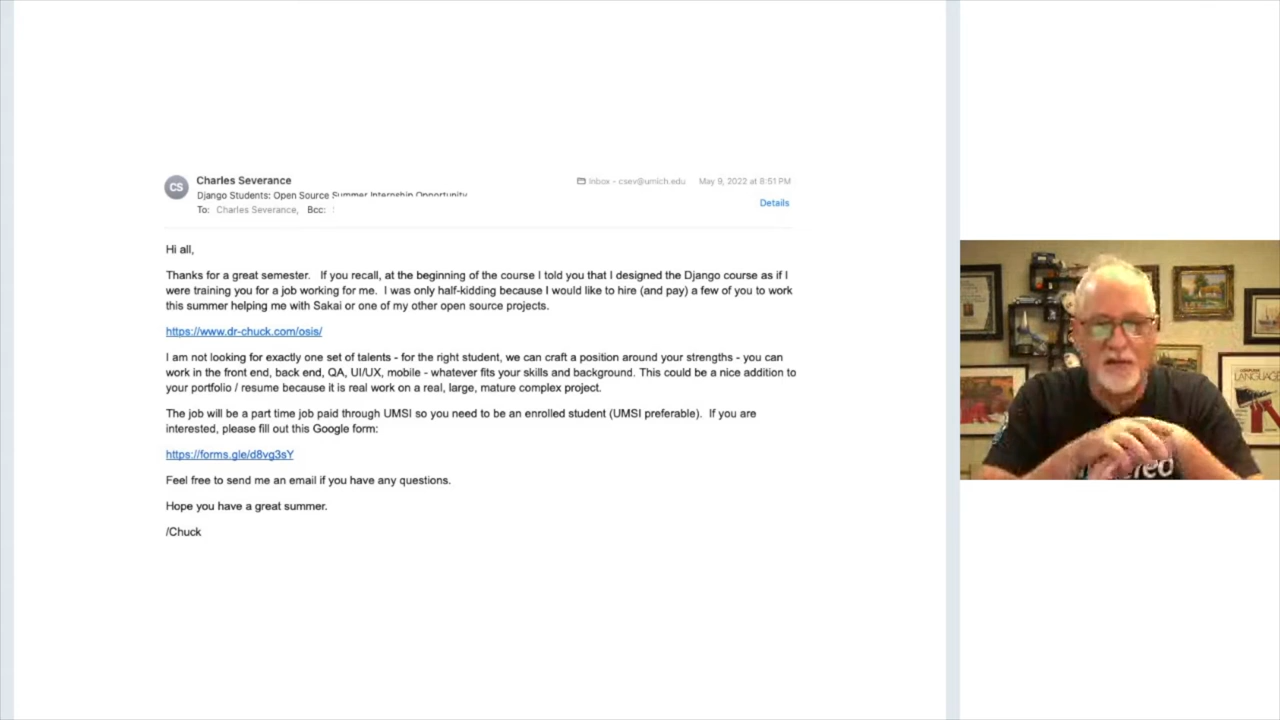 CS
Charles Severance
Inbox - csev@umich.edu May 9, 2022 at 8:51 PM
Django Students: Open Source Summer Internship Opportunity
Details
To: Charles Severance, Bcc:
Hi all,
Thanks for a great semester. If you recall, at the beginning of the course I told you that I designed the Django course as if I
were training you for a job working for me. I was only half-kidding because I would like to hire (and pay) a few of you to work
this summer helping me with Sakai or one of my other open source projects.
https://www.dr-chuck.com/osis/
I am not looking for exactly one set of talents - for the right student, we can craft a position around your strengths - you can
work in the front end, back end, QA, UI/UX, mobile - whatever fits your skills and background. This could be a nice addition to
your portfolio / resume because it is real work on a real, large, mature complex project.
The job will be a part time job paid through UMSI so you need to be an enrolled student (UMSI preferable). If you are
interested, please fill out this Google form:
https://forms.gle/d8vg3sY
Feel free to send me an email if you have any questions.
Hope you have a great summer.
/Chuck
LANGUAGE